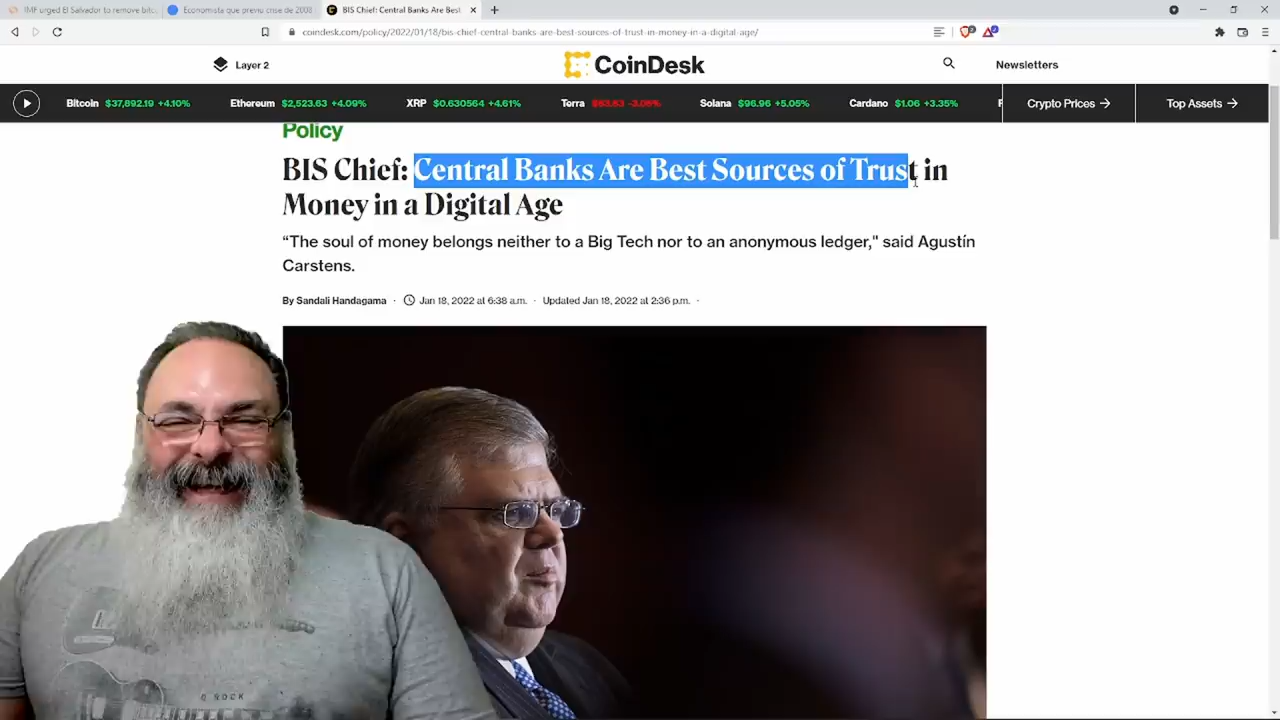 IMF urged El Salvador to remove bitc
Economista que previu crise de 2008
BIS Chief: Central Banks Are Best
coindesk.com/policy/2022/01/18/bis-chief-central-banks-are-best-sources-of-trust-in-money-in-a-digital-age/
Layer 2
CoinDesk
Newsletters
Bitcoin $37,892.19 +4.10% Ethereum $2,523.63 +4.09% XRP $0.630564 +4.61% Terra $63.63 -3.08% Solana $96.96 +5.05% Cardano $1.06 +3.35% Crypto Prices → Top Assets →
Policy
BIS Chief: Central Banks Are Best Sources of Trust in
Money in a Digital Age
“The soul of money belongs neither to a Big Tech nor to an anonymous ledger," said Agustín
Carstens.
By Sandali Handagama · Jan 18, 2022 at 6:38 a.m. · Updated Jan 18, 2022 at 2:36 p.m. ·
ROCK